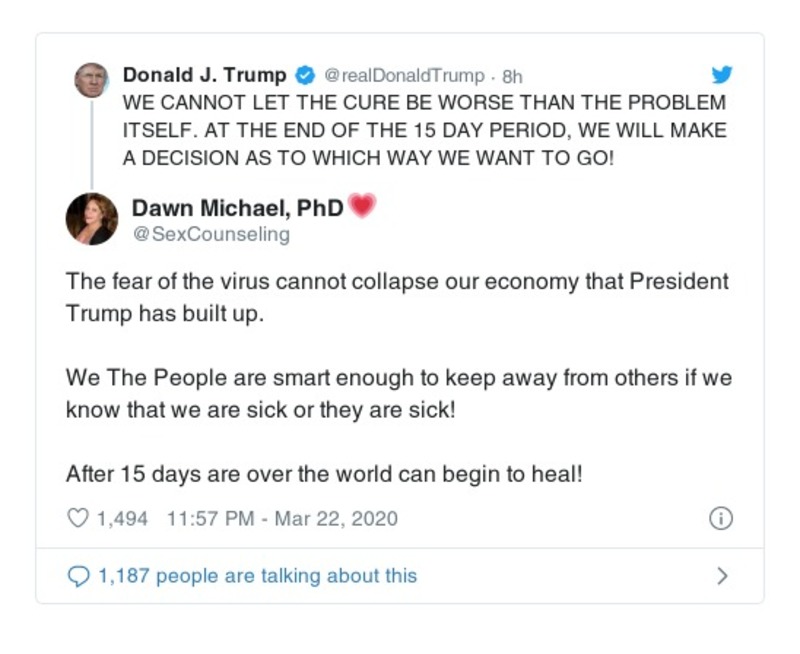 Donald J. Trump @realDonaldTrump · 8h
WE CANNOT LET THE CURE BE WORSE THAN THE PROBLEM
ITSELF. AT THE END OF THE 15 DAY PERIOD, WE WILL MAKE
A DECISION AS TO WHICH WAY WE WANT TO GO!
Dawn Michael, PhD💗
@SexCounseling
The fear of the virus cannot collapse our economy that President
Trump has built up.
We The People are smart enough to keep away from others if we
know that we are sick or they are sick!
After 15 days are over the world can begin to heal!
1,494 11:57 PM - Mar 22, 2020
1,187 people are talking about this